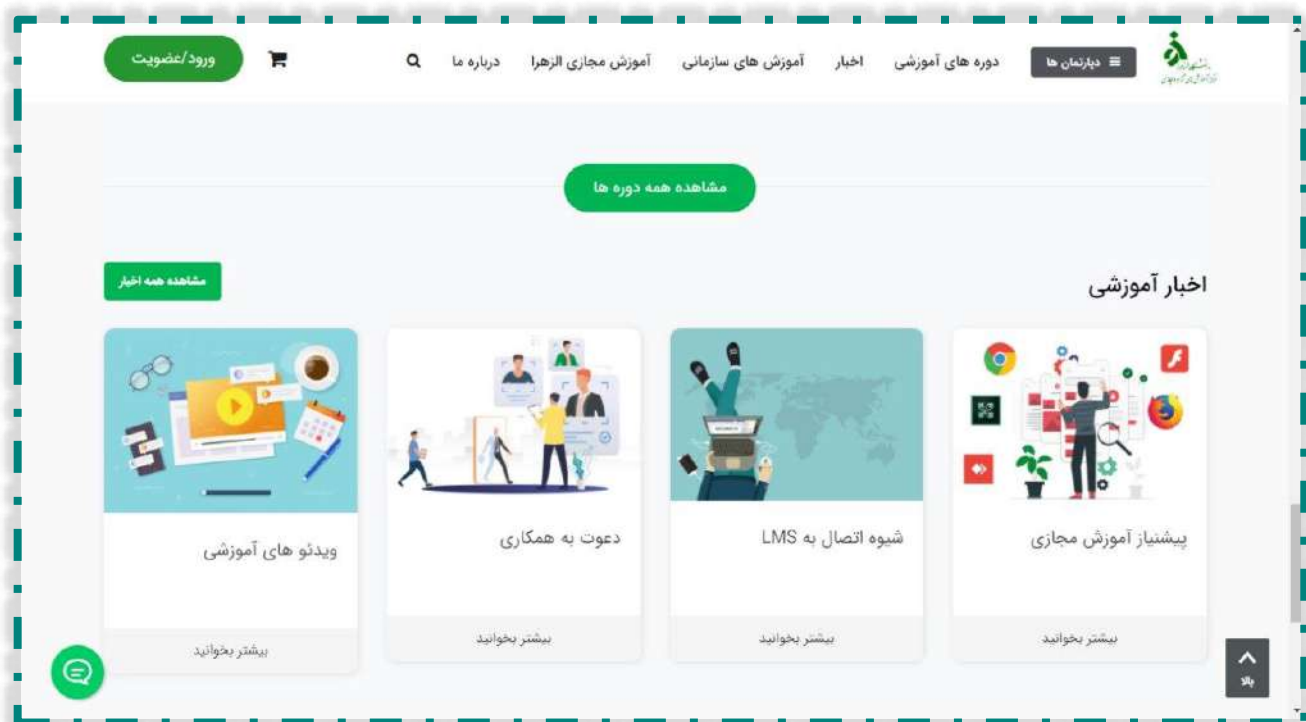 دپارتمان ها
دوره های آموزشی
اخبار
آموزش های سازمانی
آموزش مجازی الزهرا
درباره ما
ورود/عضویت
مشاهده همه دوره ها
اخبار آموزشی
مشاهده همه اخبار
پیشنیاز آموزش مجازی
بیشتر بخوانید
شیوه اتصال به LMS
بیشتر بخوانید
دعوت به همکاری
بیشتر بخوانید
ویدئو های آموزشی
بیشتر بخوانید
بالا